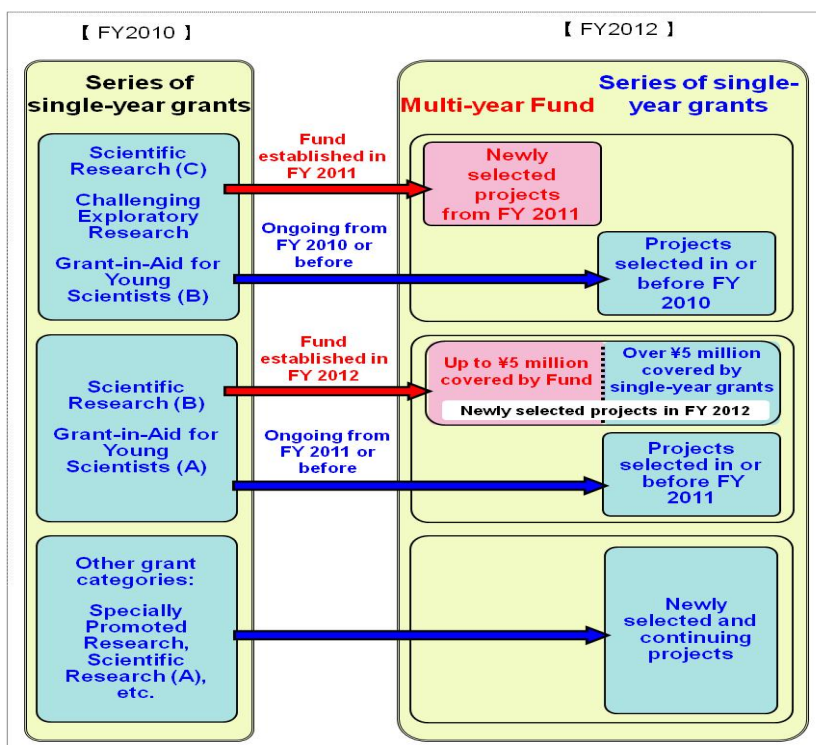 【 FY2010 】
【 FY2012 】
Series of
single-year grants
Multi-year Fund
Series of single-
year grants
Scientific
Research (C)
Challenging
Exploratory
Research
Grant-in-Aid for
Young
Scientists (B)
Fund
established in
FY 2011
Ongoing from
FY 2010 or
before
Newly
selected
projects
from FY 2011
Projects
selected in or
before FY
2010
Scientific
Research (B)
Grant-in-Aid for
Young
Scientists (A)
Fund
established in
FY 2012
Ongoing from
FY 2011 or
before
Up to ¥5 million
covered by Fund
Over ¥5 million
covered by
single-year grants
Newly selected projects in FY 2012
Projects
selected in or
before FY
2011
Other grant
categories:
Specially
Promoted
Research,
Scientific
Research (A),
etc.
Newly
selected and
continuing
projects